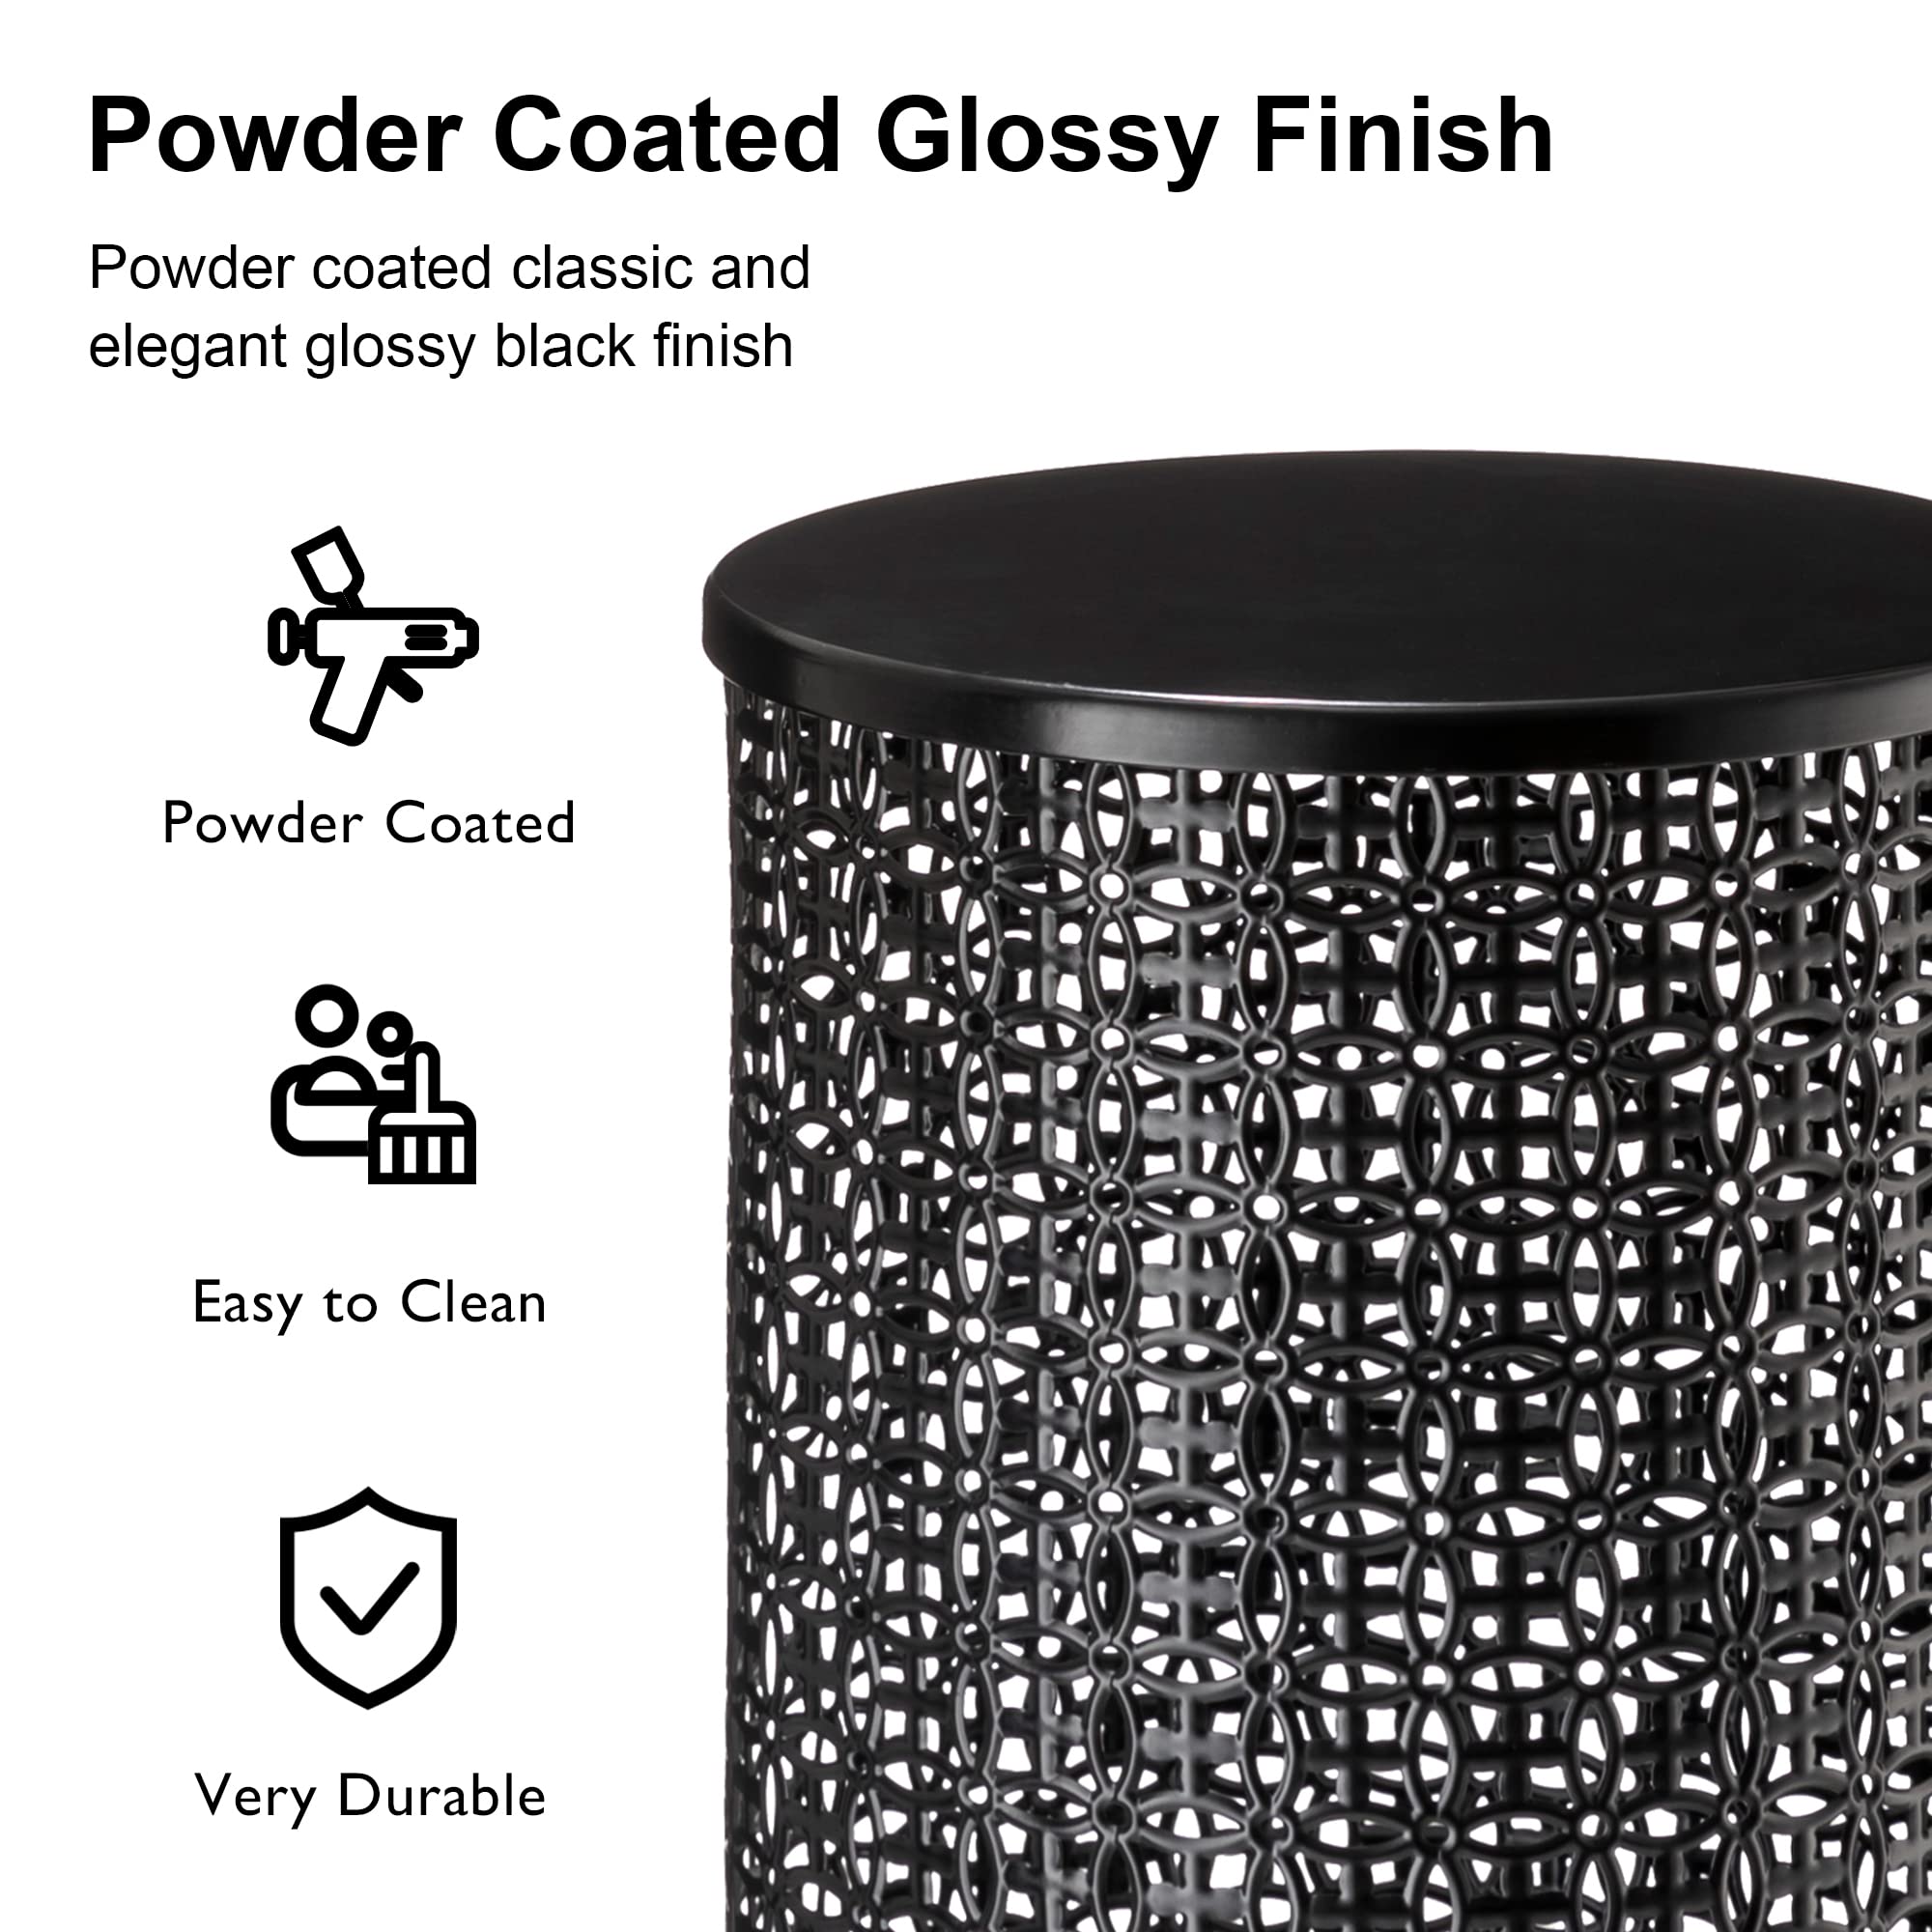 Powder Coated Glossy Finish
Powder coated classic and
elegant glossy black finish
Powder Coated
Easy to Clean
Very Durable